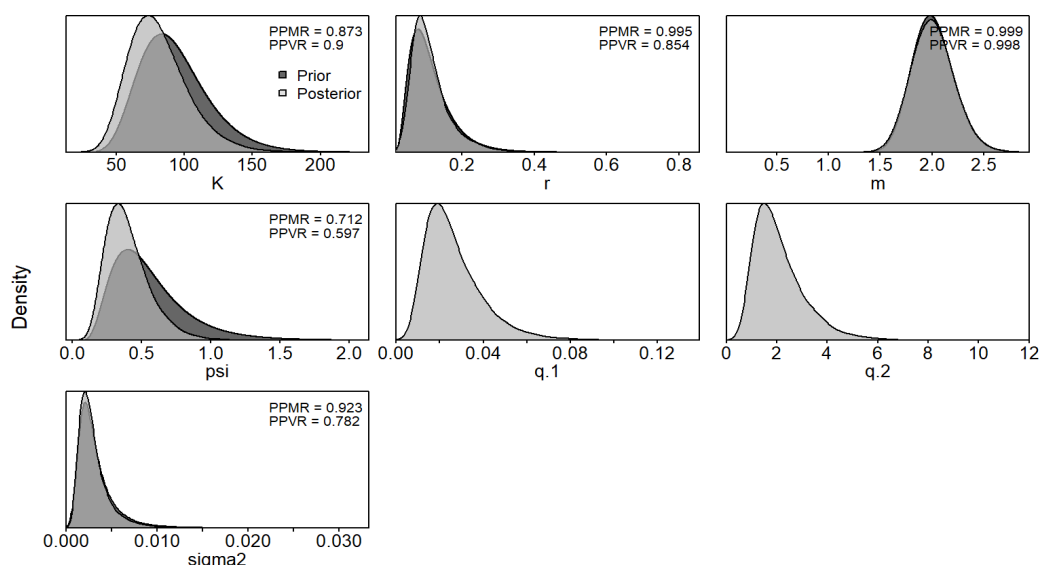 PPMR = 0.873
PPVR = 0.9
Prior
Posterior
50 100 150 200
K
PPMR = 0.995
PPVR = 0.854
0.2 0.4 0.6 0.8
r
PPMR = 0.999
PPVR = 0.998
0.5 1.0 1.5 2.0 2.5
m
Density
PPMR = 0.712
PPVR = 0.597
0.0 0.5 1.0 1.5 2.0
psi
0.00 0.04 0.08 0.12
q.1
0 2 4 6 8 10 12
q.2
PPMR = 0.923
PPVR = 0.782
0.000 0.010 0.020 0.030
sigma2